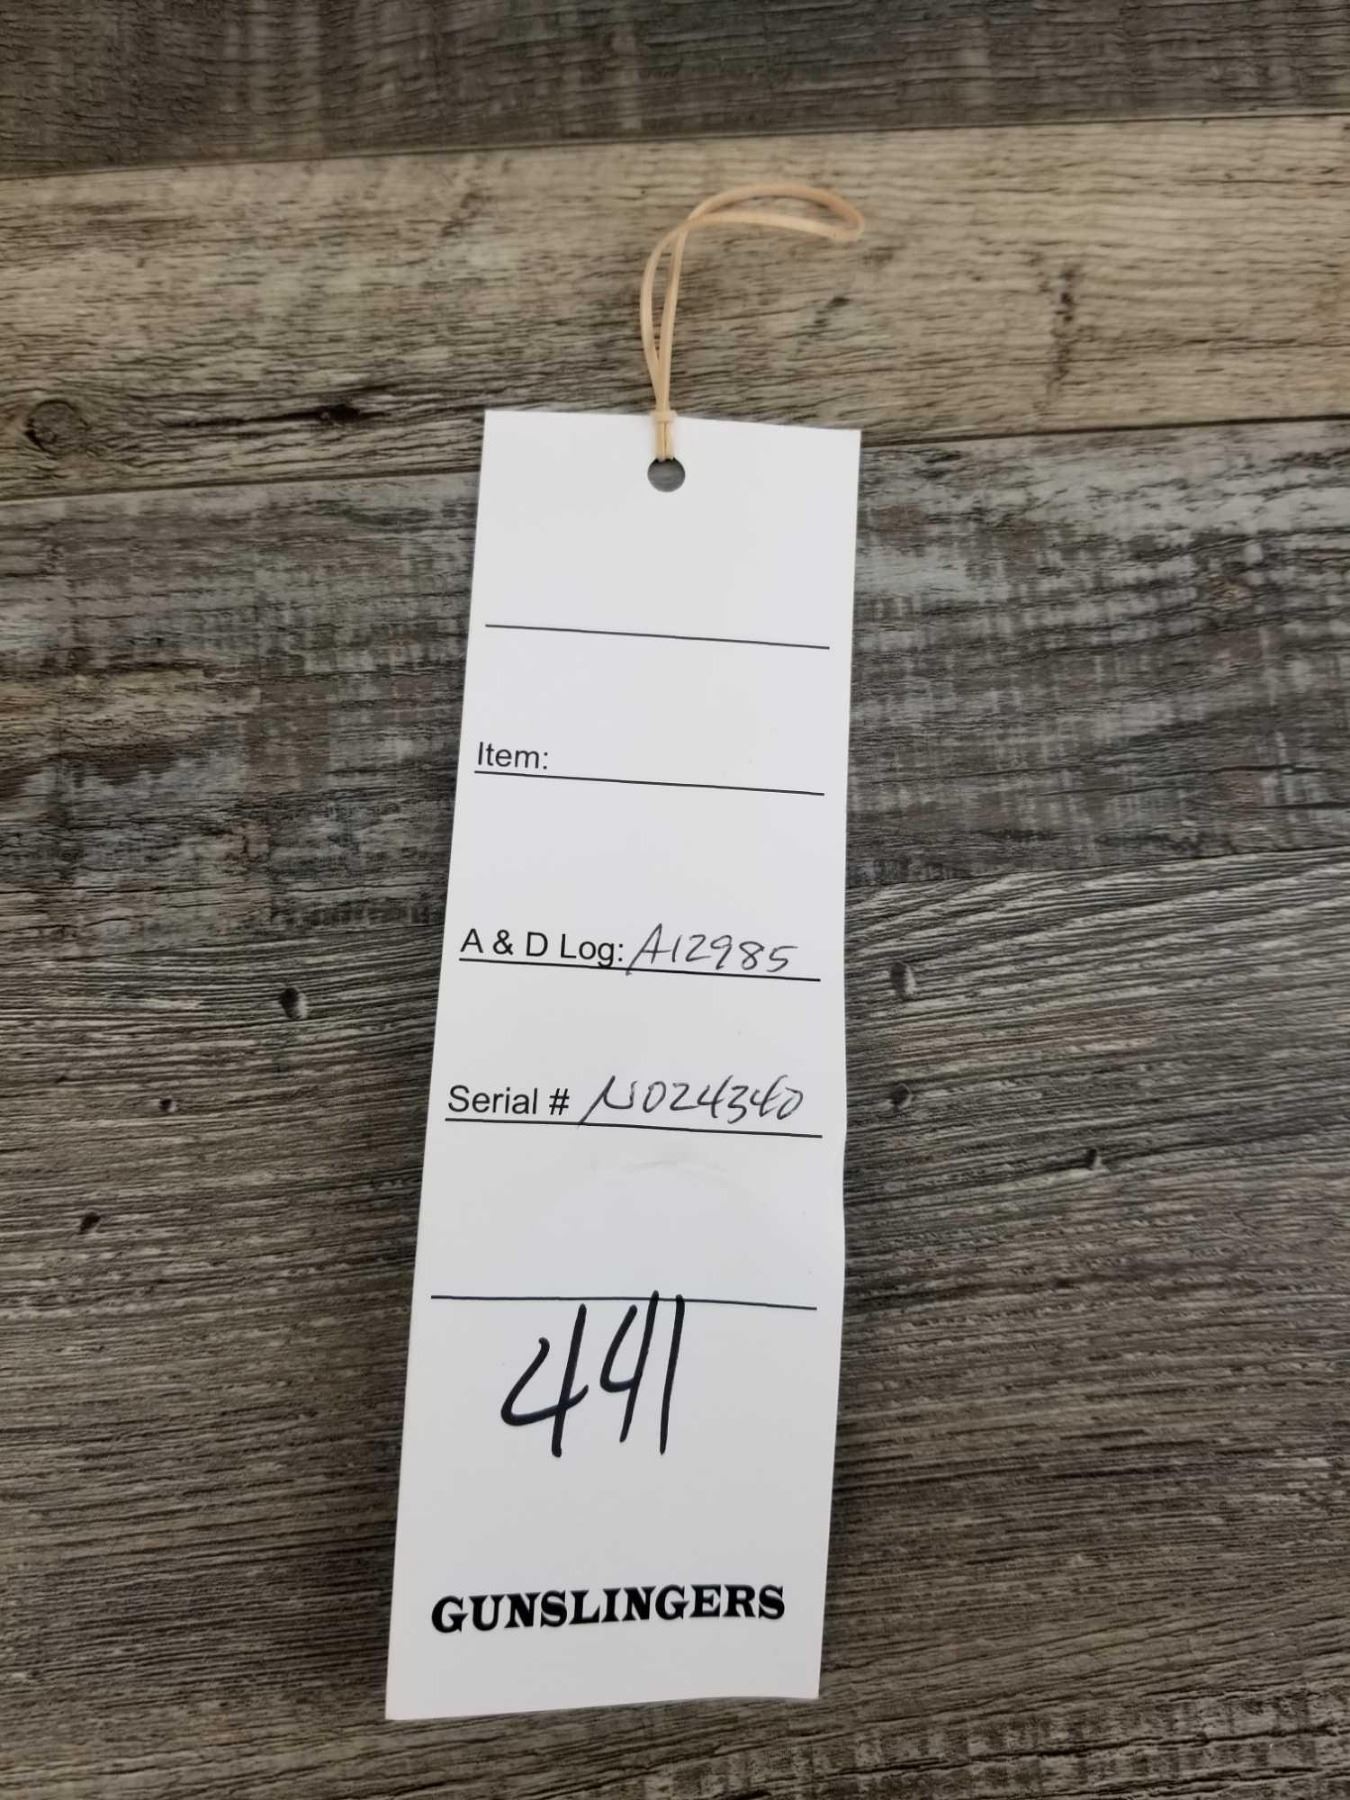 Item:
A & D Log: A12985
Serial # N024340
441
GUNSLINGERS